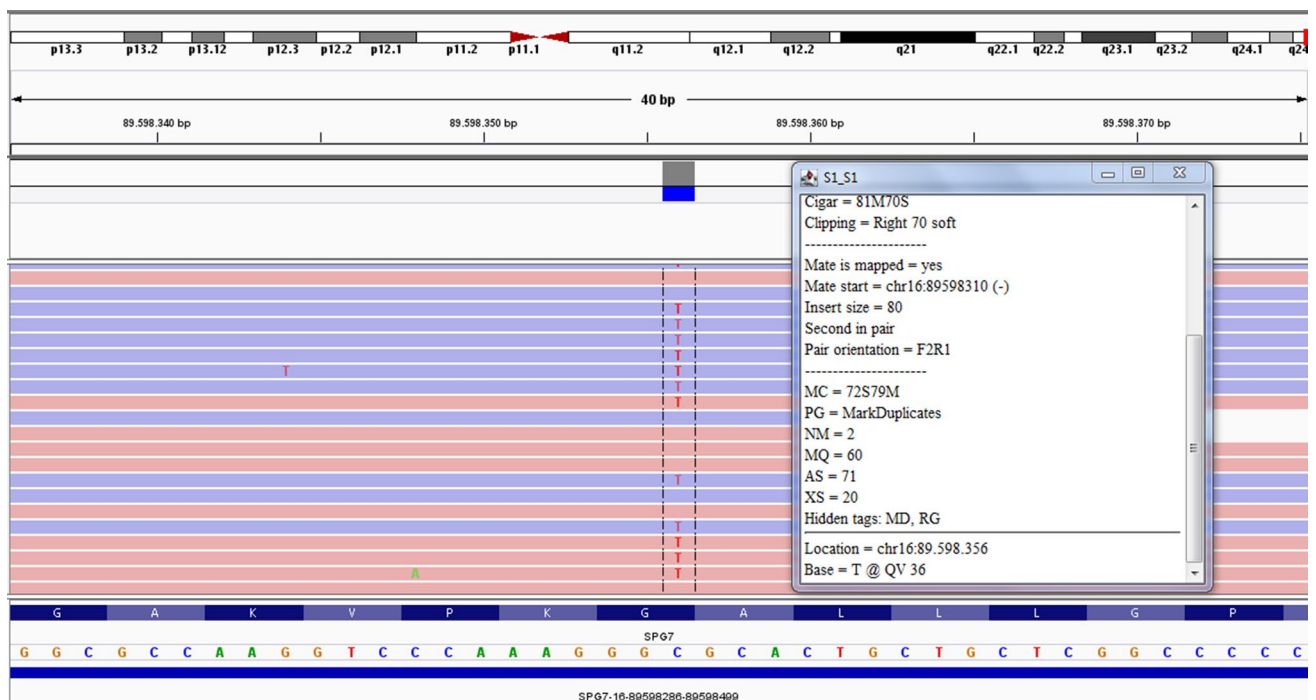 p13.3 p13.2 p13.12 p12.3 p12.2 p12.1 p11.2 p11.1 q11.2 q12.1 q12.2 q21 q22.1 q22.2 q23.1 q23.2 q24.1 q24
40 bp
89.598.340 bp 89.598.350 bp 89.598.360 bp 89.598.370 bp
S1_S1
Cigar = 81M70S
Clipping = Right 70 soft
----------------------
Mate is mapped = yes
Mate start = chr16:89598310 (-)
Insert size = 80
Second in pair
Pair orientation = F2R1
----------------------
MC = 72S79M
PG = MarkDuplicates
NM = 2
MQ = 60
AS = 71
XS = 20
Hidden tags: MD, RG
Location = chr16:89.598.356
Base = T @ QV 36
T
T
T
T
T T
T
T
T
T
T
T
A T
G A K V P K G A L L L G P
SPG7
G G C G C C A A G G T C C C A A A G G G C G C A C T G C T G C T C G G C C C C C
SPG7-16-89598286-89598499